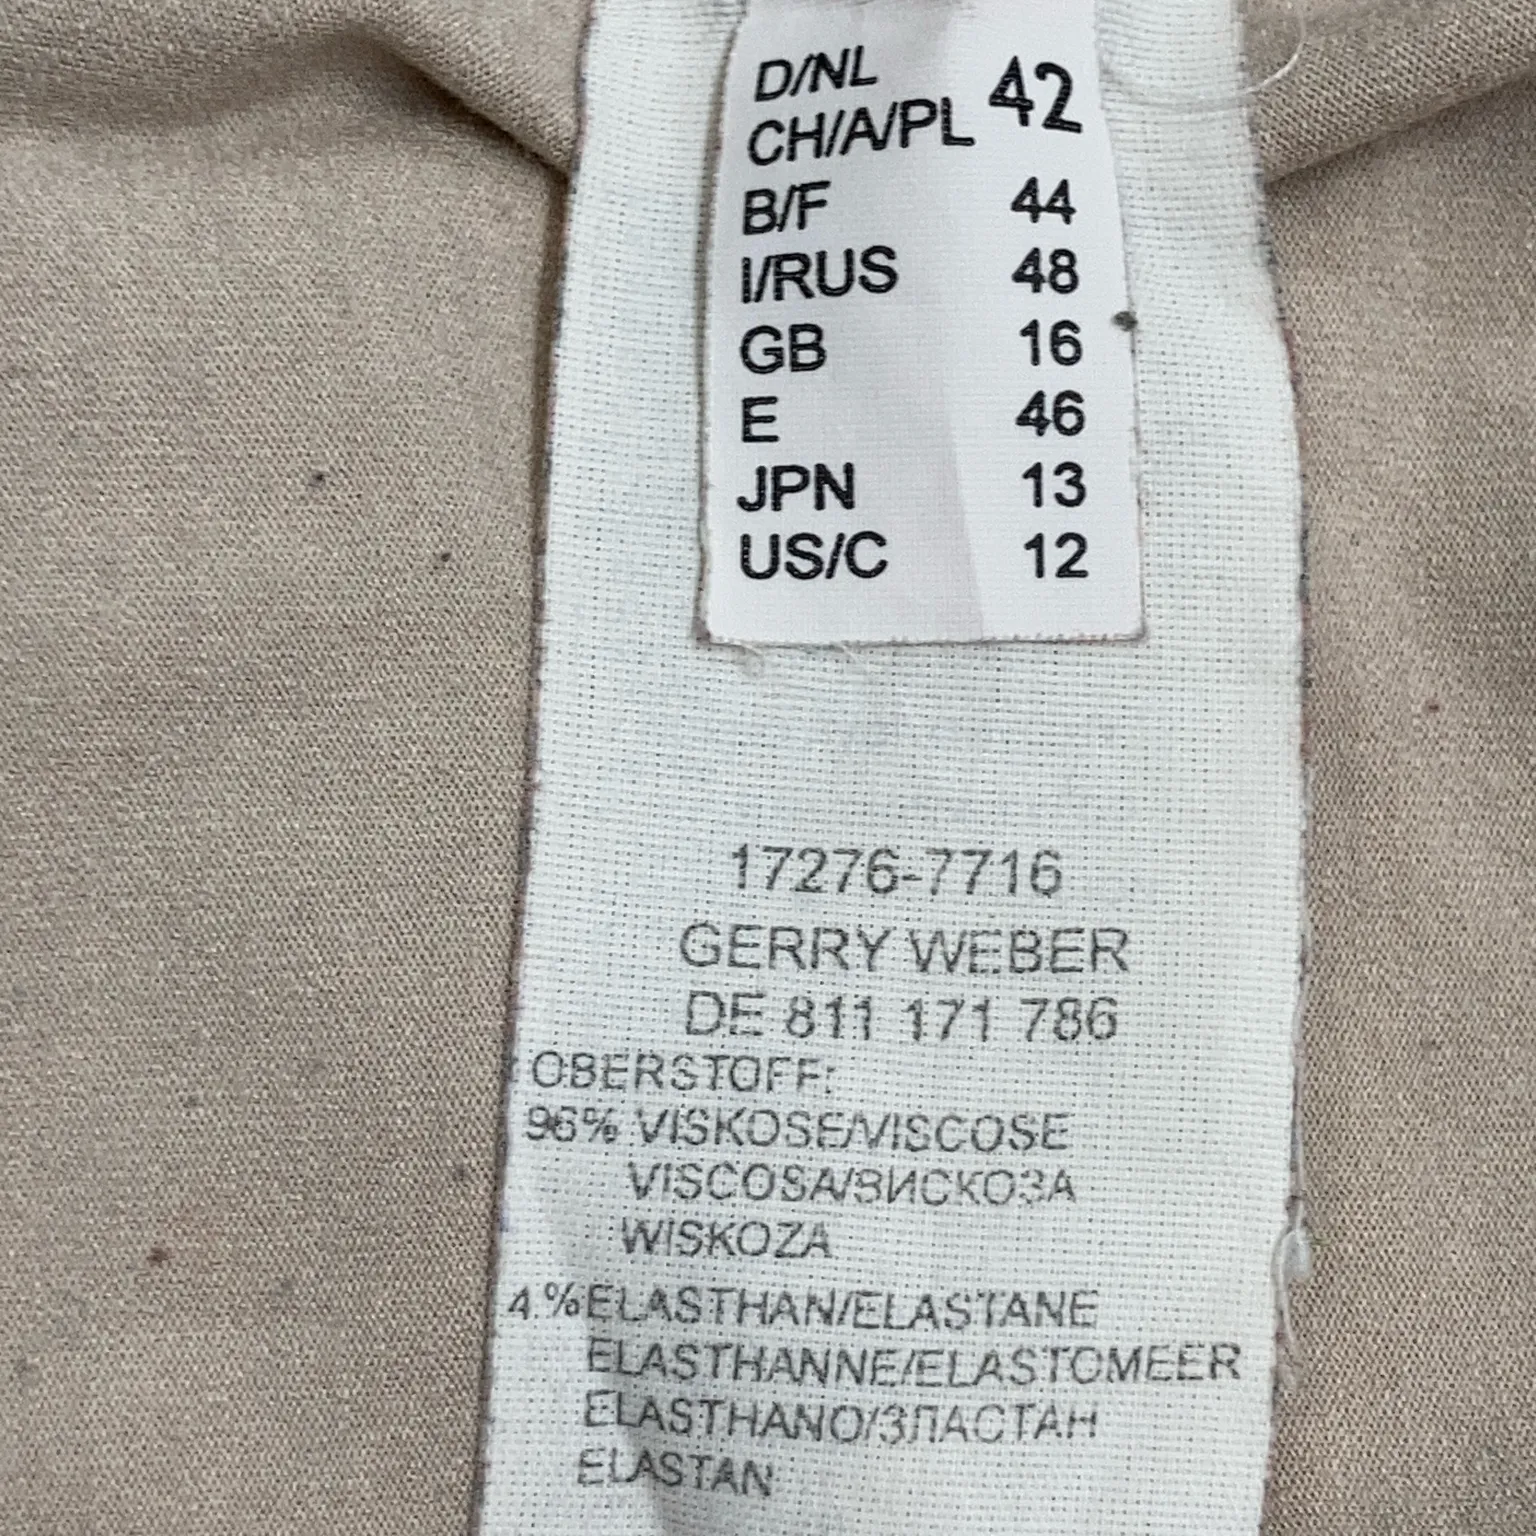 D/NL
CH/A/PL 42
B/F 44
I/RUS 48
GB 16
E 46
JPN 13
US/C 12
17276-7716
GERRY WEBER
DE 811 171 786
OBERSTOFF:
96% VISKOSE/VISCOSE
VISCOSA/ВИСКОЗА
WISKOZA
4 %ELASTHAN/ELASTANE
ELASTHANNE/ELASTOMEER
ELASTHANO/ЭЛАСТАН
ELASTAN